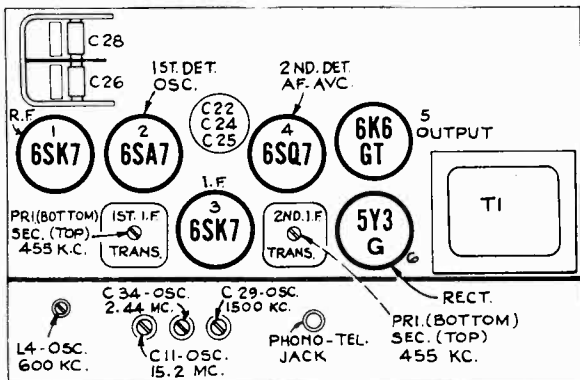 C28
C26
1ST. DET.
OSC.
2ND. DET.
AF.-AVC.
C22
C24
C25
R.F.
1
6SK7
2
6SA7
4
6SQ7
6K6
GT
5
OUTPUT
T1
I.F.
3
6SK7
5Y3
G
6
PRI.(BOTTOM)
SEC. (TOP)
455 K.C.
1ST. I.F.
TRANS.
2ND. I.F.
TRANS.
RECT.
PRI.(BOTTOM)
SEC. (TOP)
455 KC.
C 34-OSC.
2.44 MC.
C 29-OSC.
1500 KC.
L4-OSC.
600 KC.
C11-OSC.
15.2 MC.
PHONO-TEL.
JACK